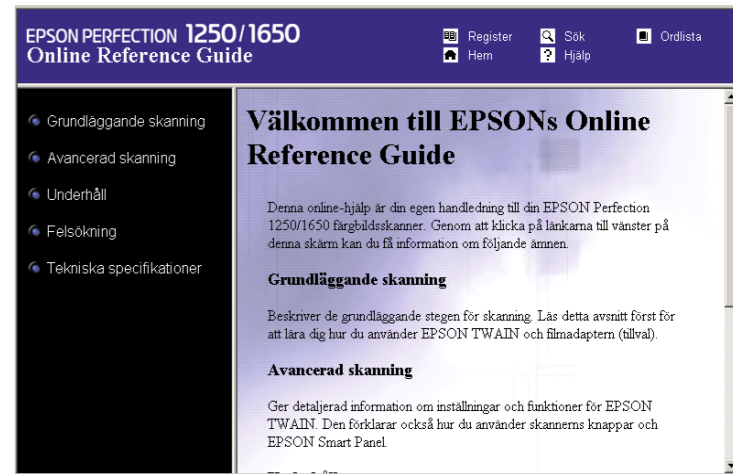 EPSON PERFECTION 1250/1650
Online Reference Guide
Register
Sök
Ordlista
Hem
Hjälp
Grundläggande skanning
Avancerad skanning
Underhåll
Felsökning
Tekniska specifikationer
Välkommen till EPSONs Online
Reference Guide
Denna online-hjälp är din egen handledning till din EPSON Perfection
1250/1650 färgbildsskanner. Genom att klicka på länkarna till vänster på
denna skärm kan du få information om följande ämnen.
Grundläggande skanning
Beskriver de grundläggande stegen för skanning. Läs detta avsnitt först för
att lära dig hur du använder EPSON TWAIN och filmadaptern (tillval).
Avancerad skanning
Ger detaljerad information om inställningar och funktioner för EPSON
TWAIN. Den förklarar också hur du använder skannerns knappar och
EPSON Smart Panel.